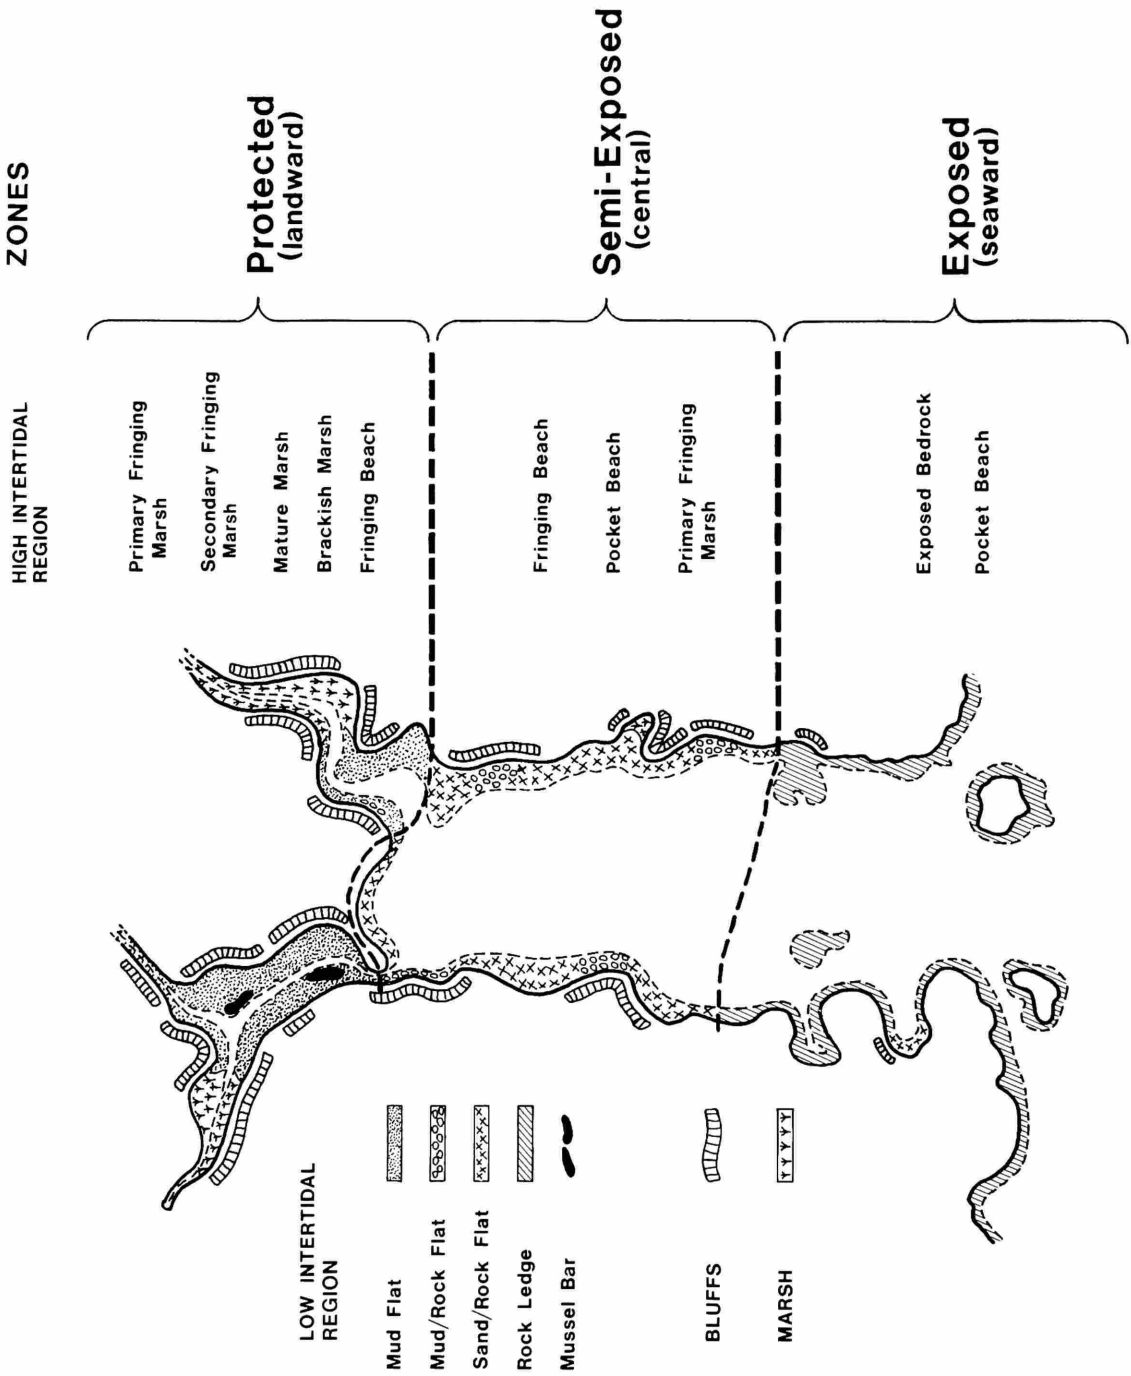 ZONES
HIGH INTERTIDAL
REGION
Primary Fringing
Marsh
Secondary Fringing
Marsh
Mature Marsh
Brackish Marsh
Fringing Beach
Protected
(landward)
Fringing Beach
Pocket Beach
Primary Fringing
Marsh
Semi-Exposed
(central)
Exposed Bedrock
Pocket Beach
Exposed
(seaward)
LOW INTERTIDAL
REGION
Mud Flat
Mud/Rock Flat
Sand/Rock Flat
Rock Ledge
Mussel Bar
BLUFFS
MARSH